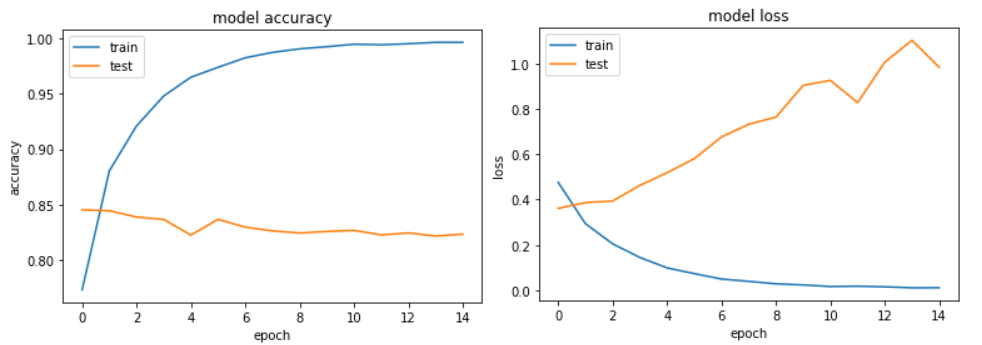 model accuracy
1.00
0.95
0.90
0.85
0.80
accuracy
train
test
0 2 4 6 8 10 12 14
epoch
model loss
1.0
0.8
0.6
0.4
0.2
0.0
loss
train
test
0 2 4 6 8 10 12 14
epoch